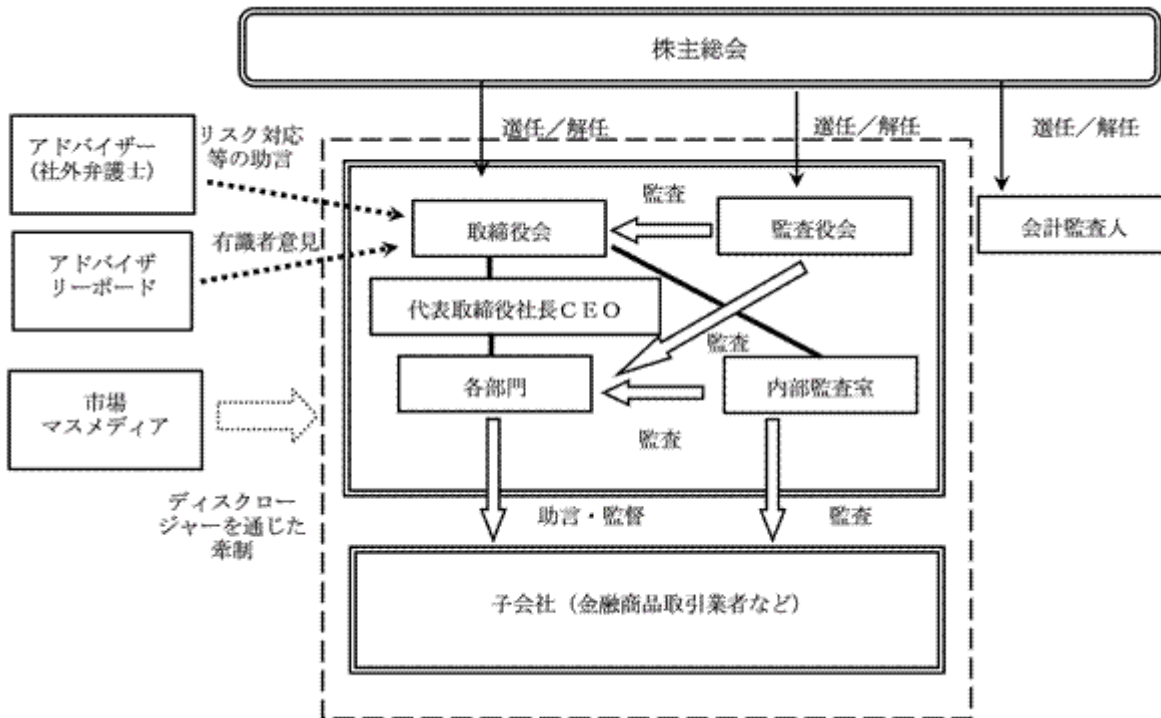 株主総会
選任／解任
選任／解任
選任／解任
アドバイザー
(社外弁護士)
リスク対応
等の助言
監査
取締役会
監査役会
会計監査人
有識者意見
アドバイザ
リーボード
代表取締役社長ＣＥＯ
監査
市場
マスメディア
各部門
内部監査室
監査
ディスクロー
ジャーを通じた
牽制
助言・監督
監査
子会社（金融商品取引業者など）